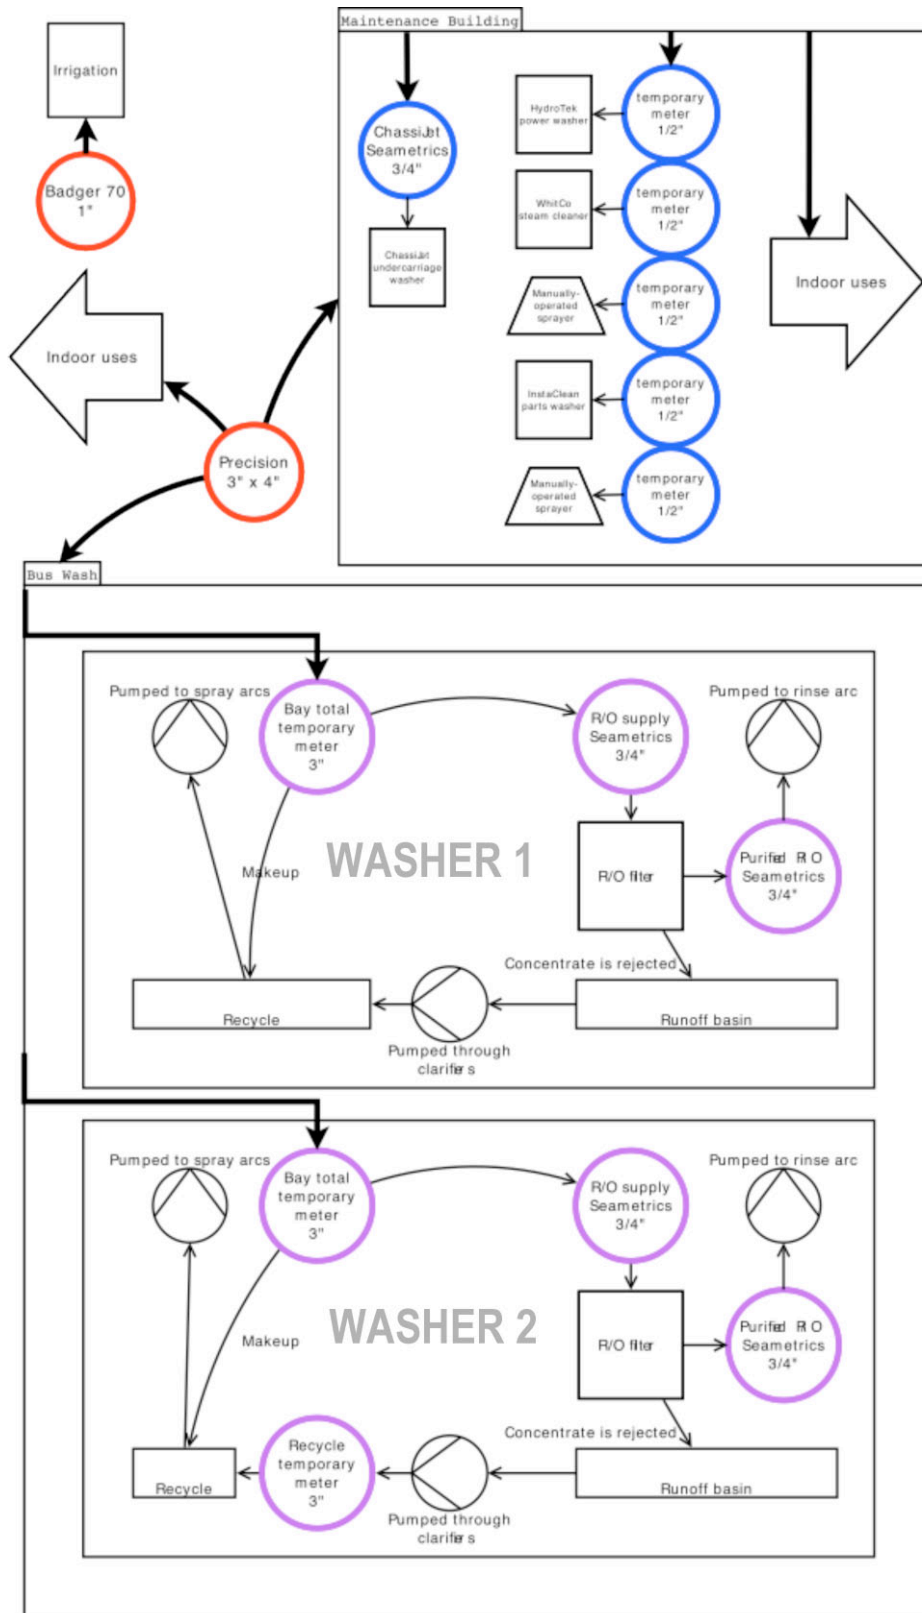 Maintenance Building
Irrigation
Badger 70
1"
ChassiJet
Seametrics
3/4"
ChassiJet
undercarriage
washer
HydroTek
power washer
temporary
meter
1/2"
WhitCo
steam cleaner
temporary
meter
1/2"
Manually-
operated
sprayer
temporary
meter
1/2"
InstaClean
parts washer
temporary
meter
1/2"
Manually-
operated
sprayer
temporary
meter
1/2"
Indoor uses
Indoor uses
Precision
3" x 4"
Bus Wash
Pumped to spray arcs
Bay total
temporary
meter
3"
R/O supply
Seametrics
3/4"
Pumped to rinse arc
Makeup
WASHER 1
R/O filter
Purified R/O
Seametrics
3/4"
Concentrate is rejected
Recycle
Pumped through
clarifiers
Runoff basin
Pumped to spray arcs
Bay total
temporary
meter
3"
R/O supply
Seametrics
3/4"
Pumped to rinse arc
Makeup
WASHER 2
R/O filter
Purified R/O
Seametrics
3/4"
Concentrate is rejected
Recycle
Recycle
temporary
meter
3"
Pumped through
clarifiers
Runoff basin